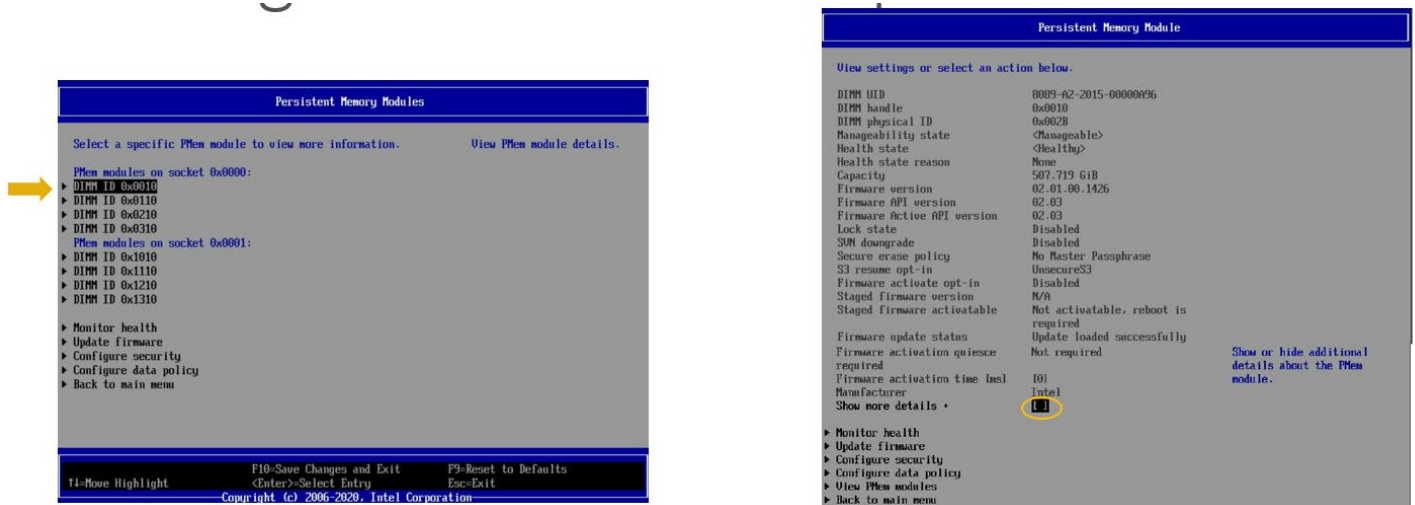 Persistent Memory Modules
Select a specific PMem module to view more information.
View PMem module details.
PMem modules on socket 0x0000:
DIMM ID 0x0010
DIMM ID 0x0110
DIMM ID 0x0210
DIMM ID 0x0310
PMem modules on socket 0x0001:
DIMM ID 0x1010
DIMM ID 0x1110
DIMM ID 0x1210
DIMM ID 0x1310
Monitor health
Update firmware
Configure security
Configure data policy
Back to main menu
F10=Save Changes and Exit F9=Reset to Defaults
↑↓=Move Highlight <Enter>=Select Entry Esc=Exit
Copyright (c) 2006-2020, Intel Corporation
Persistent Memory Module
View settings or select an action below.
DIMM UID 8089-A2-2015-00000A96
DIMM handle 0x0010
DIMM physical ID 0x002B
Manageability state <Manageable>
Health state <Healthy>
Health state reason None
Capacity 507.719 GiB
Firmware version 02.01.00.1426
Firmware API version 02.03
Firmware Active API version 02.03
Lock state Disabled
SVN downgrade Disabled
Secure erase policy No Master Passphrase
S3 resume opt-in UnsecureS3
Firmware activate opt-in Disabled
Staged firmware version N/A
Staged firmware activatable Not activatable, reboot is
required
Firmware update status Update loaded successfully
Firmware activation quiesce Not required
required
Firmware activation time [ms] [0]
Manufacturer Intel
Show more details + [ ]
Show or hide additional
details about the PMem
module.
Monitor health
Update firmware
Configure security
Configure data policy
View PMem modules
Back to main menu